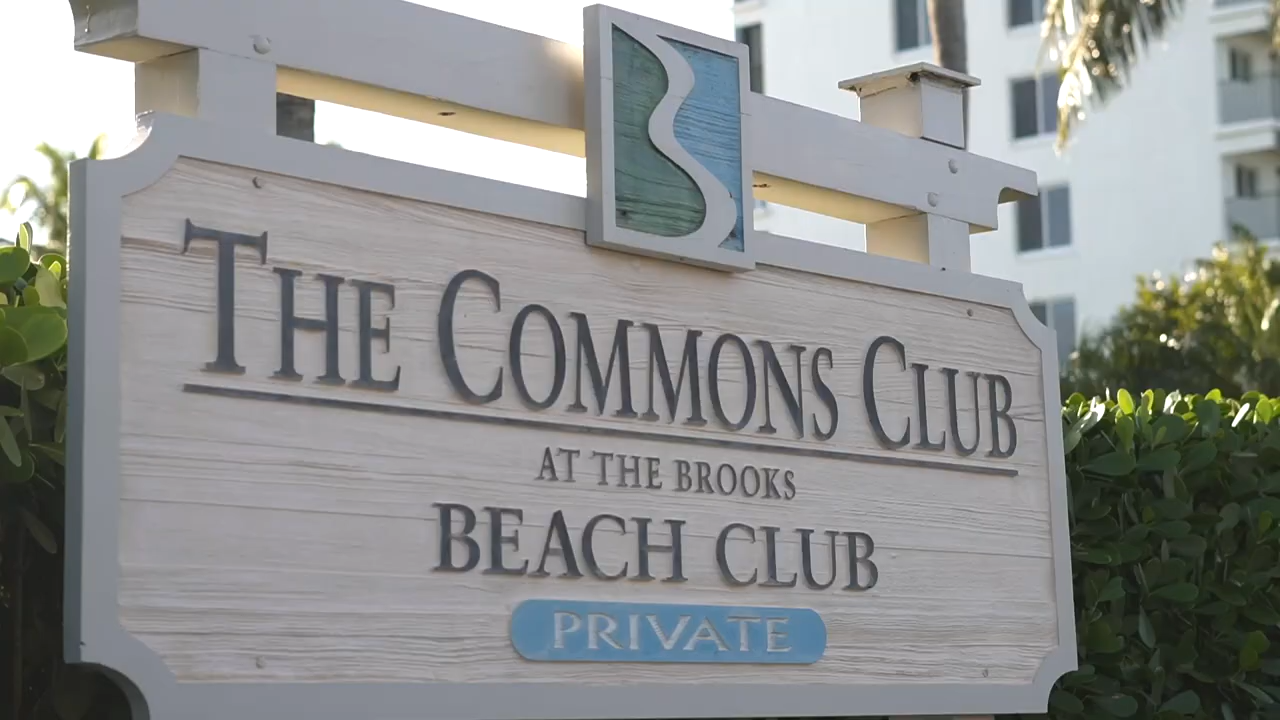 THE COMMONS CLUB
AT THE BROOKS
BEACH CLUB
PRIVATE